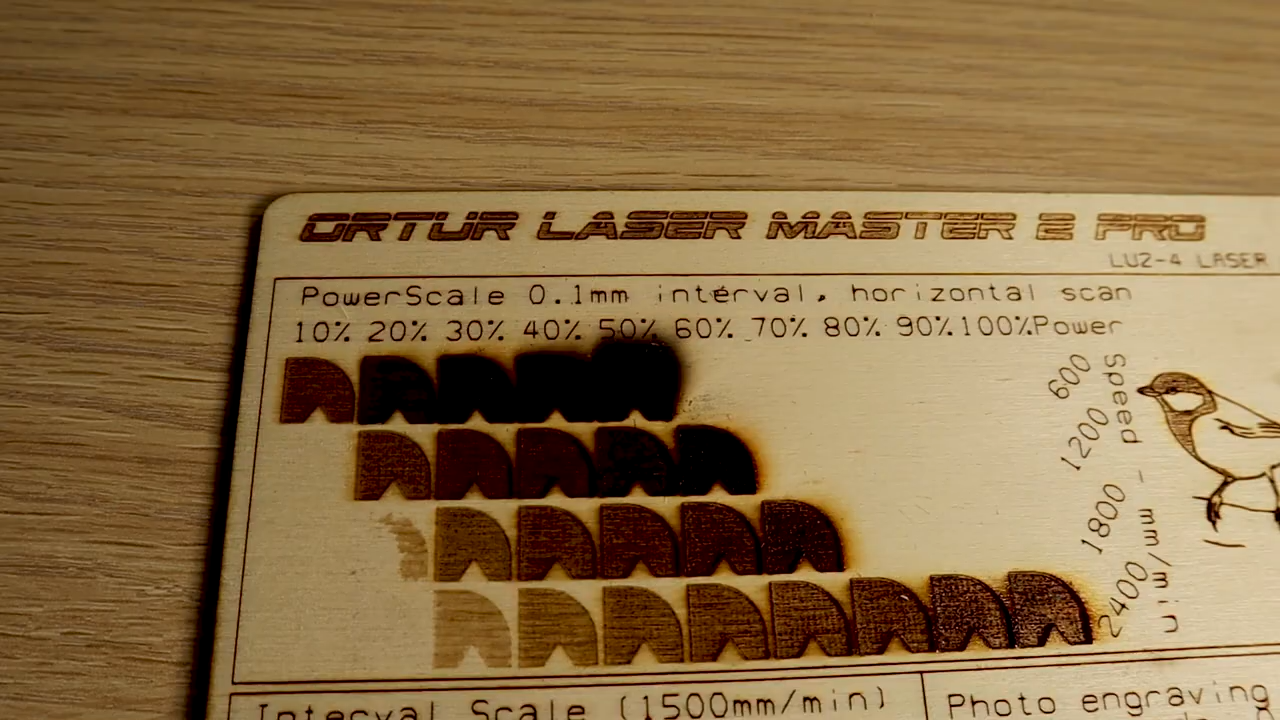 ORTUR LASER MASTER 2 PRO
LU2-4 LASER
PowerScale 0.1mm interval, horizontal scan
10% 20% 30% 40% 50% 60% 70% 80% 90% 100% Power
600
1200
1800
2400
Speed - mm/min
Interval Scale (1500mm/min)
Photo engraving